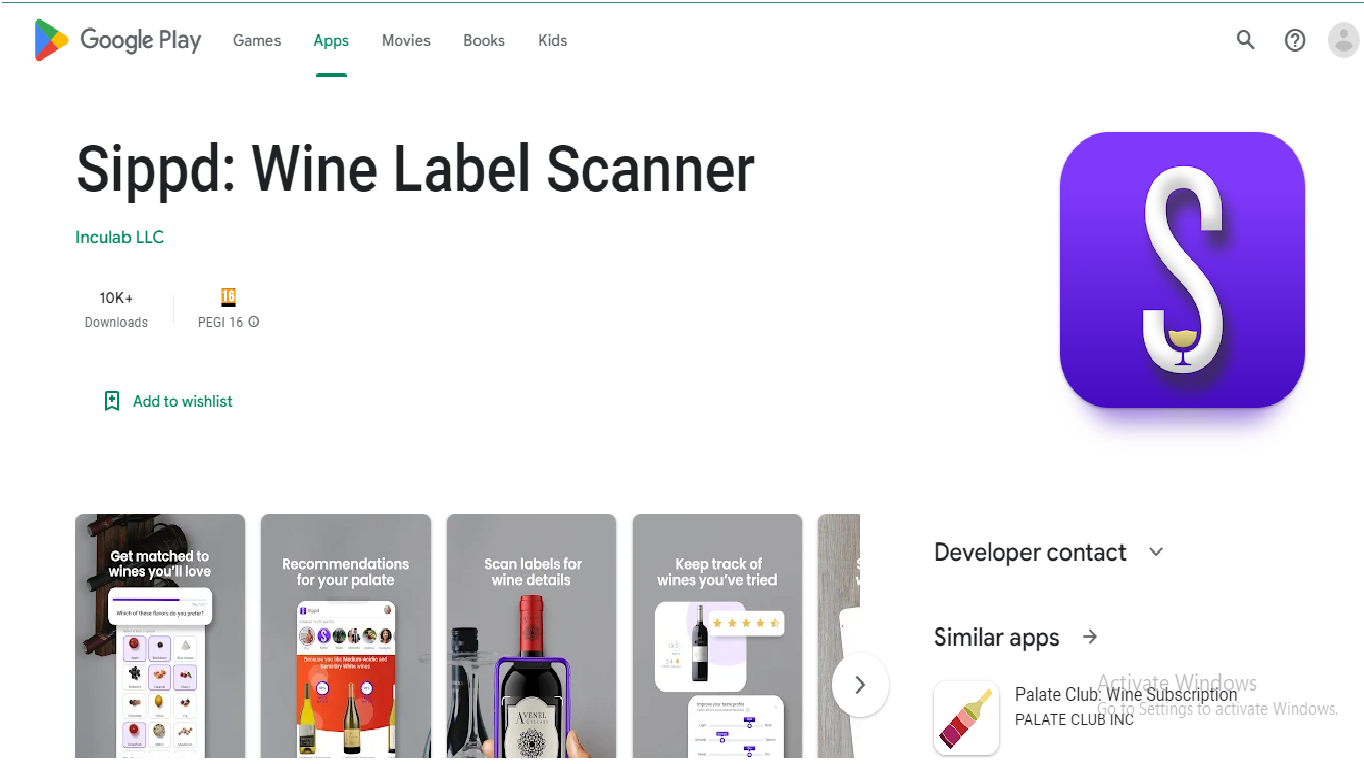 Google Play
Games
Apps
Movies
Books
Kids
Sippd: Wine Label Scanner
Inculab LLC
10K+
Downloads
16
PEGI 16
Add to wishlist
Get matched to
wines you'll love
Which of these flavors do you prefer?
Recommendations
for your palate
Sippd
Because you like Medium Acidic and
Semi-Dry White wines
Scan labels for
wine details
AVENEL
Keep track of
wines you've tried
Improve your taste profile
Developer contact
Similar apps
Palate Club: Wine Subscription
PALATE CLUB INC
Activate Windows
Go to Settings to activate Windows.